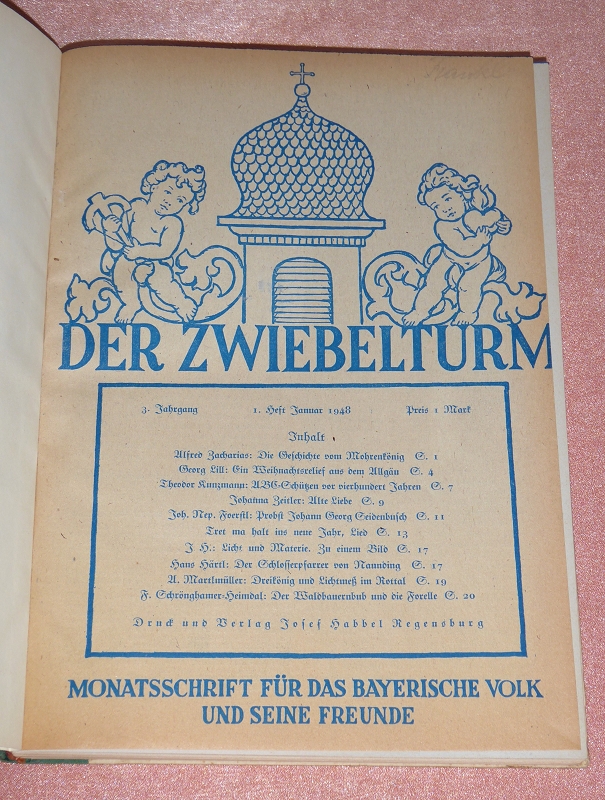 DER ZWIEBELTURM
3. Jahrgang 1. Heft Januar 1948 Preis 1 Mark
Inhalt
Alfred Zacharias: Die Geschichte vom Mohrenkönig S. 1
Georg Lill: Ein Weihnachtsrelief aus dem Allgäu S. 4
Theodor Kunzmann: ABC-Schützen vor vierhundert Jahren S. 7
Johanna Zeitler: Alte Liebe S. 9
Joh. Nep. Foerstl: Probst Johann Georg Seidenbusch S. 11
Tret ma halt ins neue Jahr, Lied S. 13
J. H.: Licht und Materie. Zu einem Bild S. 17
Hans Härtl: Der Schlosserpfarrer von Naunding S. 17
A. Martlmüller: Dreikönig und Lichtmeß im Rottal S. 19
F. Schrönghamer-Heimdal: Der Waldbauernbub und die Forelle S. 20
Druck und Verlag Josef Habbel Regensburg
MONATSSCHRIFT FÜR DAS BAYERISCHE VOLK
UND SEINE FREUNDE